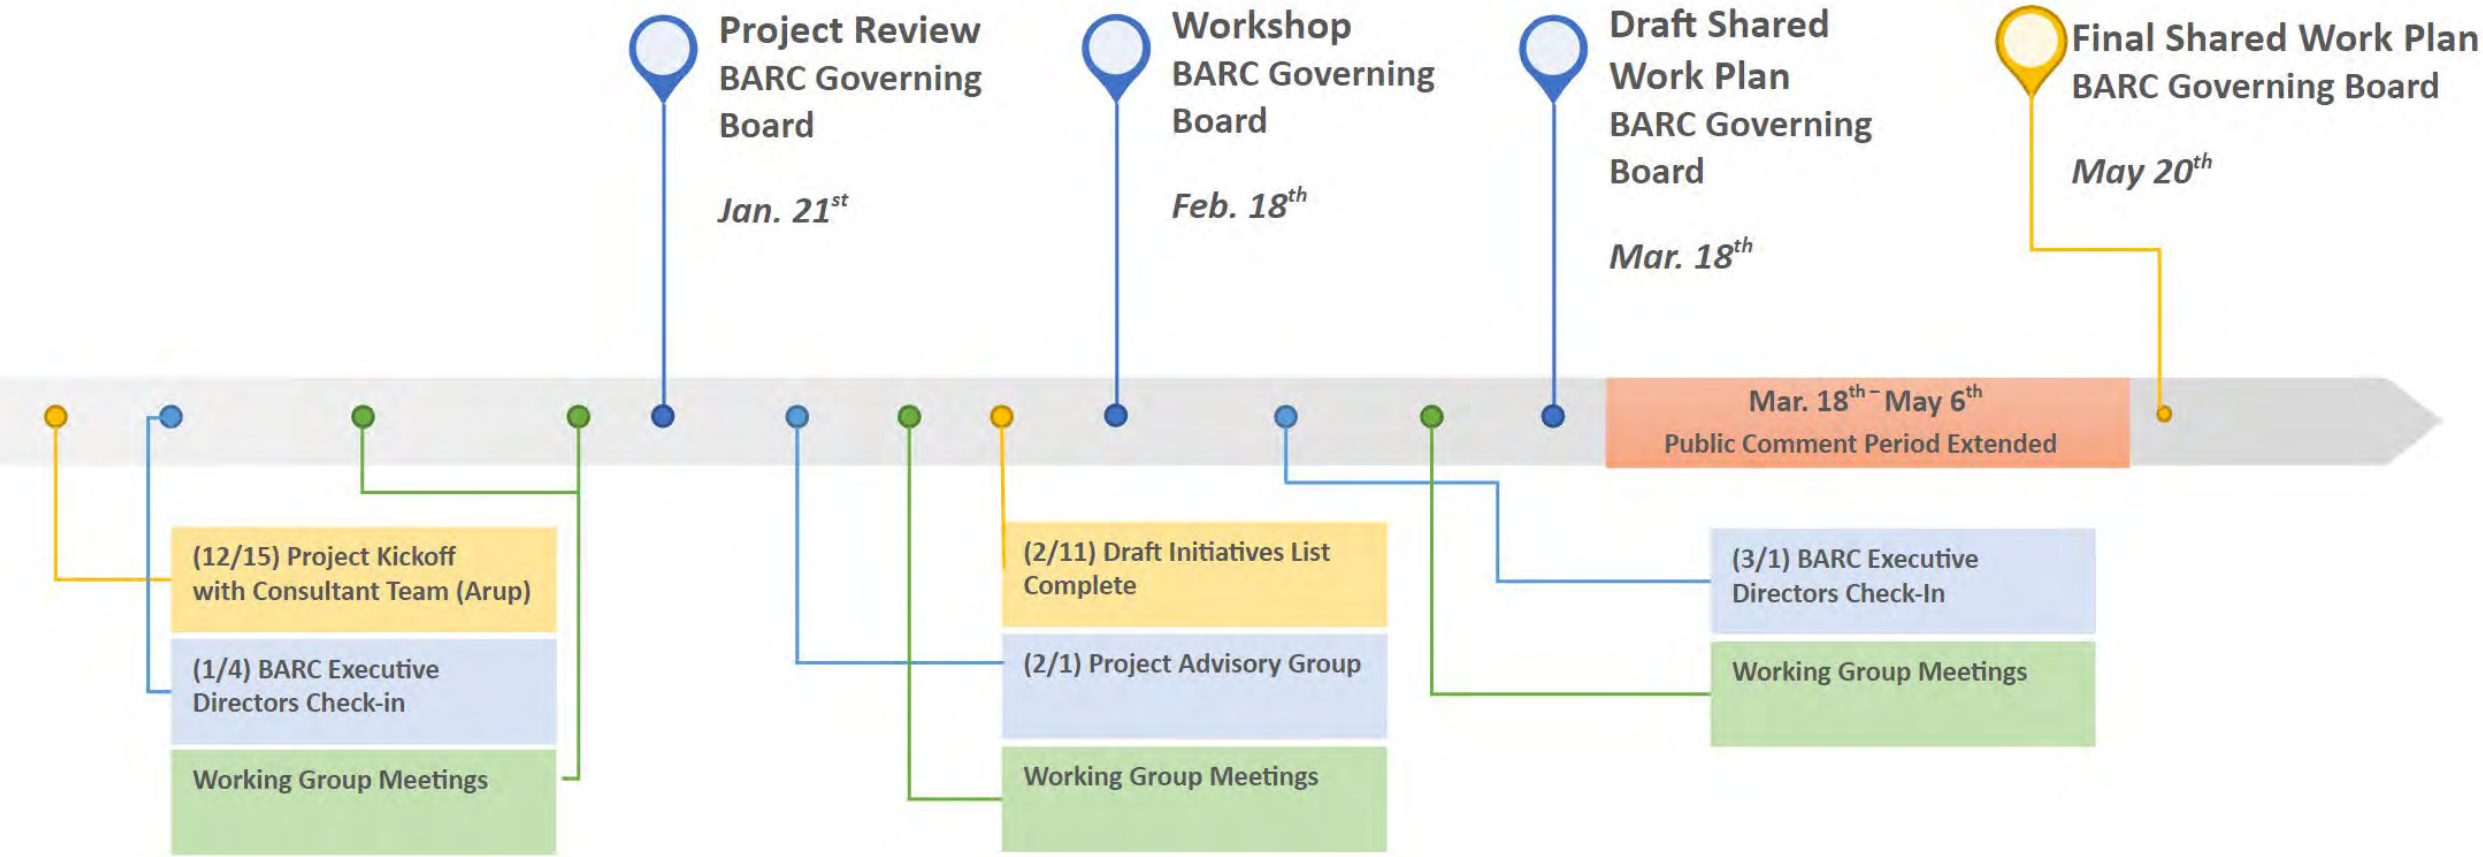 Project Review
BARC Governing
Board
Jan. 21st
Workshop
BARC Governing
Board
Feb. 18th
Draft Shared
Work Plan
BARC Governing
Board
Mar. 18th
Final Shared Work Plan
BARC Governing Board
May 20th
Mar. 18th – May 6th
Public Comment Period Extended
(12/15) Project Kickoff
with Consultant Team (Arup)
(1/4) BARC Executive
Directors Check-in
Working Group Meetings
(2/11) Draft Initiatives List
Complete
(2/1) Project Advisory Group
Working Group Meetings
(3/1) BARC Executive
Directors Check-In
Working Group Meetings